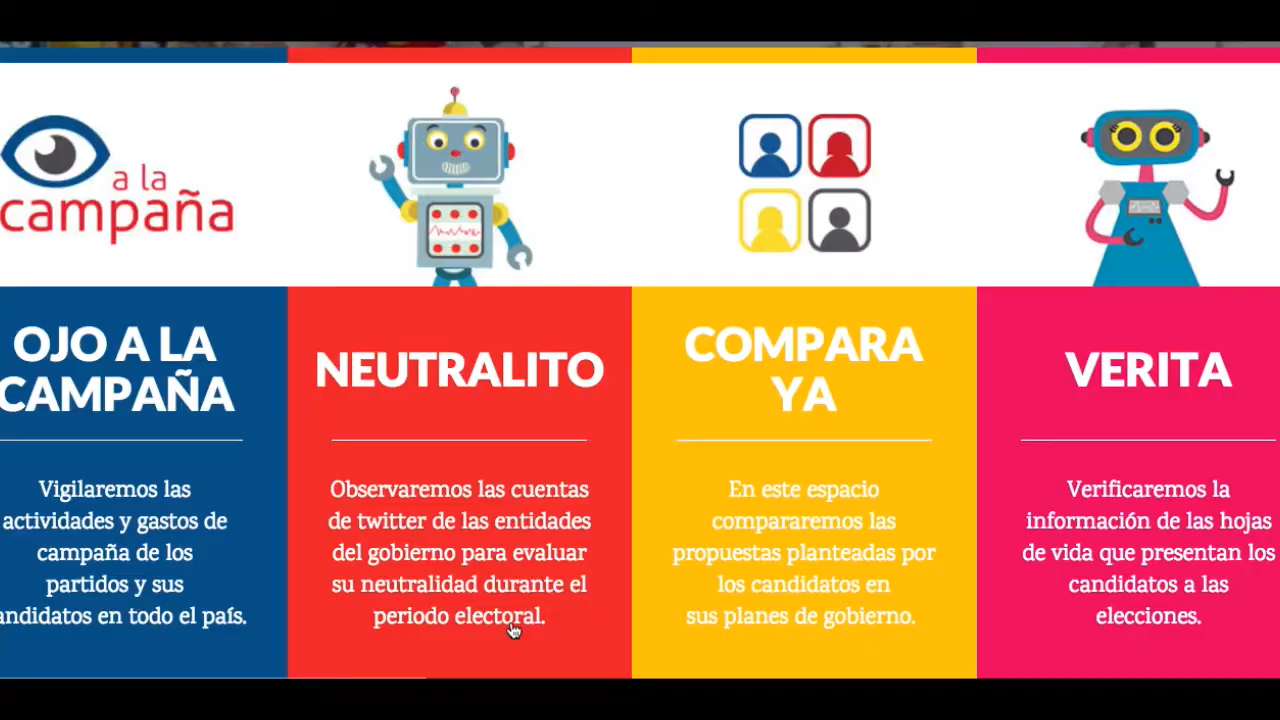 a la
campaña
OJO A LA
CAMPAÑA
Vigilaremos las
actividades y gastos de
campaña de los
partidos y sus
andidatos en todo el país.
NEUTRALITO
Observaremos las cuentas
de twitter de las entidades
del gobierno para evaluar
su neutralidad durante el
periodo electoral.
COMPARA
YA
En este espacio
compararemos las
propuestas planteadas por
los candidatos en
sus planes de gobierno.
VERITA
Verificaremos la
información de las hojas
de vida que presentan los
candidatos a las
elecciones.